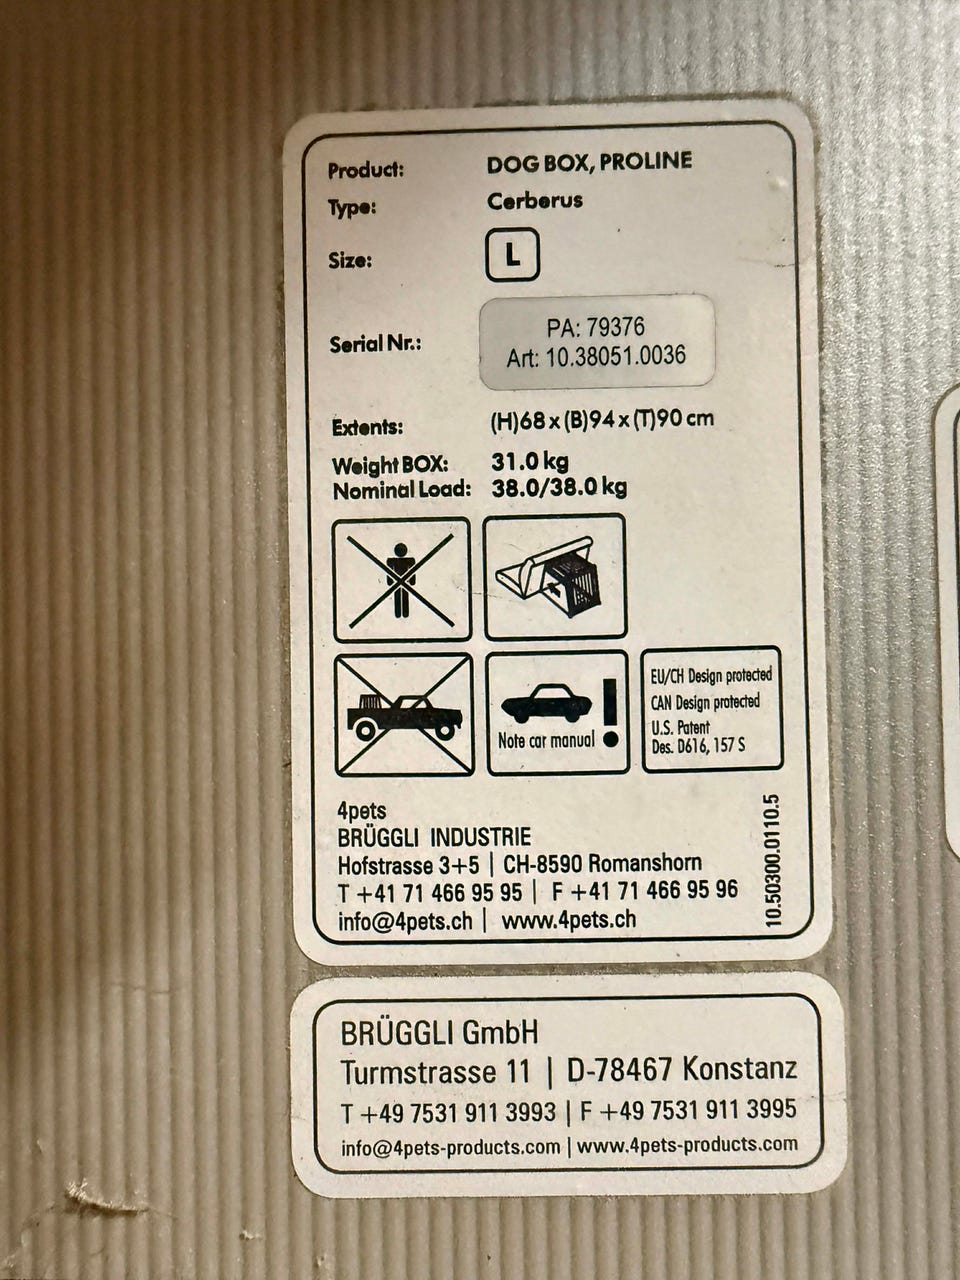 Product: DOG BOX, PROLINE
Type: Cerberus
Size: L
Serial Nr.: PA: 79376
Art: 10.38051.0036
Extents: (H)68 x (B)94 x (T)90 cm
Weight BOX: 31.0 kg
Nominal Load: 38.0/38.0 kg
Note car manual
EU/CH Design protected
CAN Design protected
U.S. Patent
Des. D616, 157 S
4pets
BRÜGGLI INDUSTRIE
Hofstrasse 3+5 | CH-8590 Romanshorn
T +41 71 466 95 95 | F +41 71 466 95 96
info@4pets.ch | www.4pets.ch
10.50300.0110.5
BRÜGGLI GmbH
Turmstrasse 11 | D-78467 Konstanz
T +49 7531 911 3993 | F +49 7531 911 3995
info@4pets-products.com | www.4pets-products.com